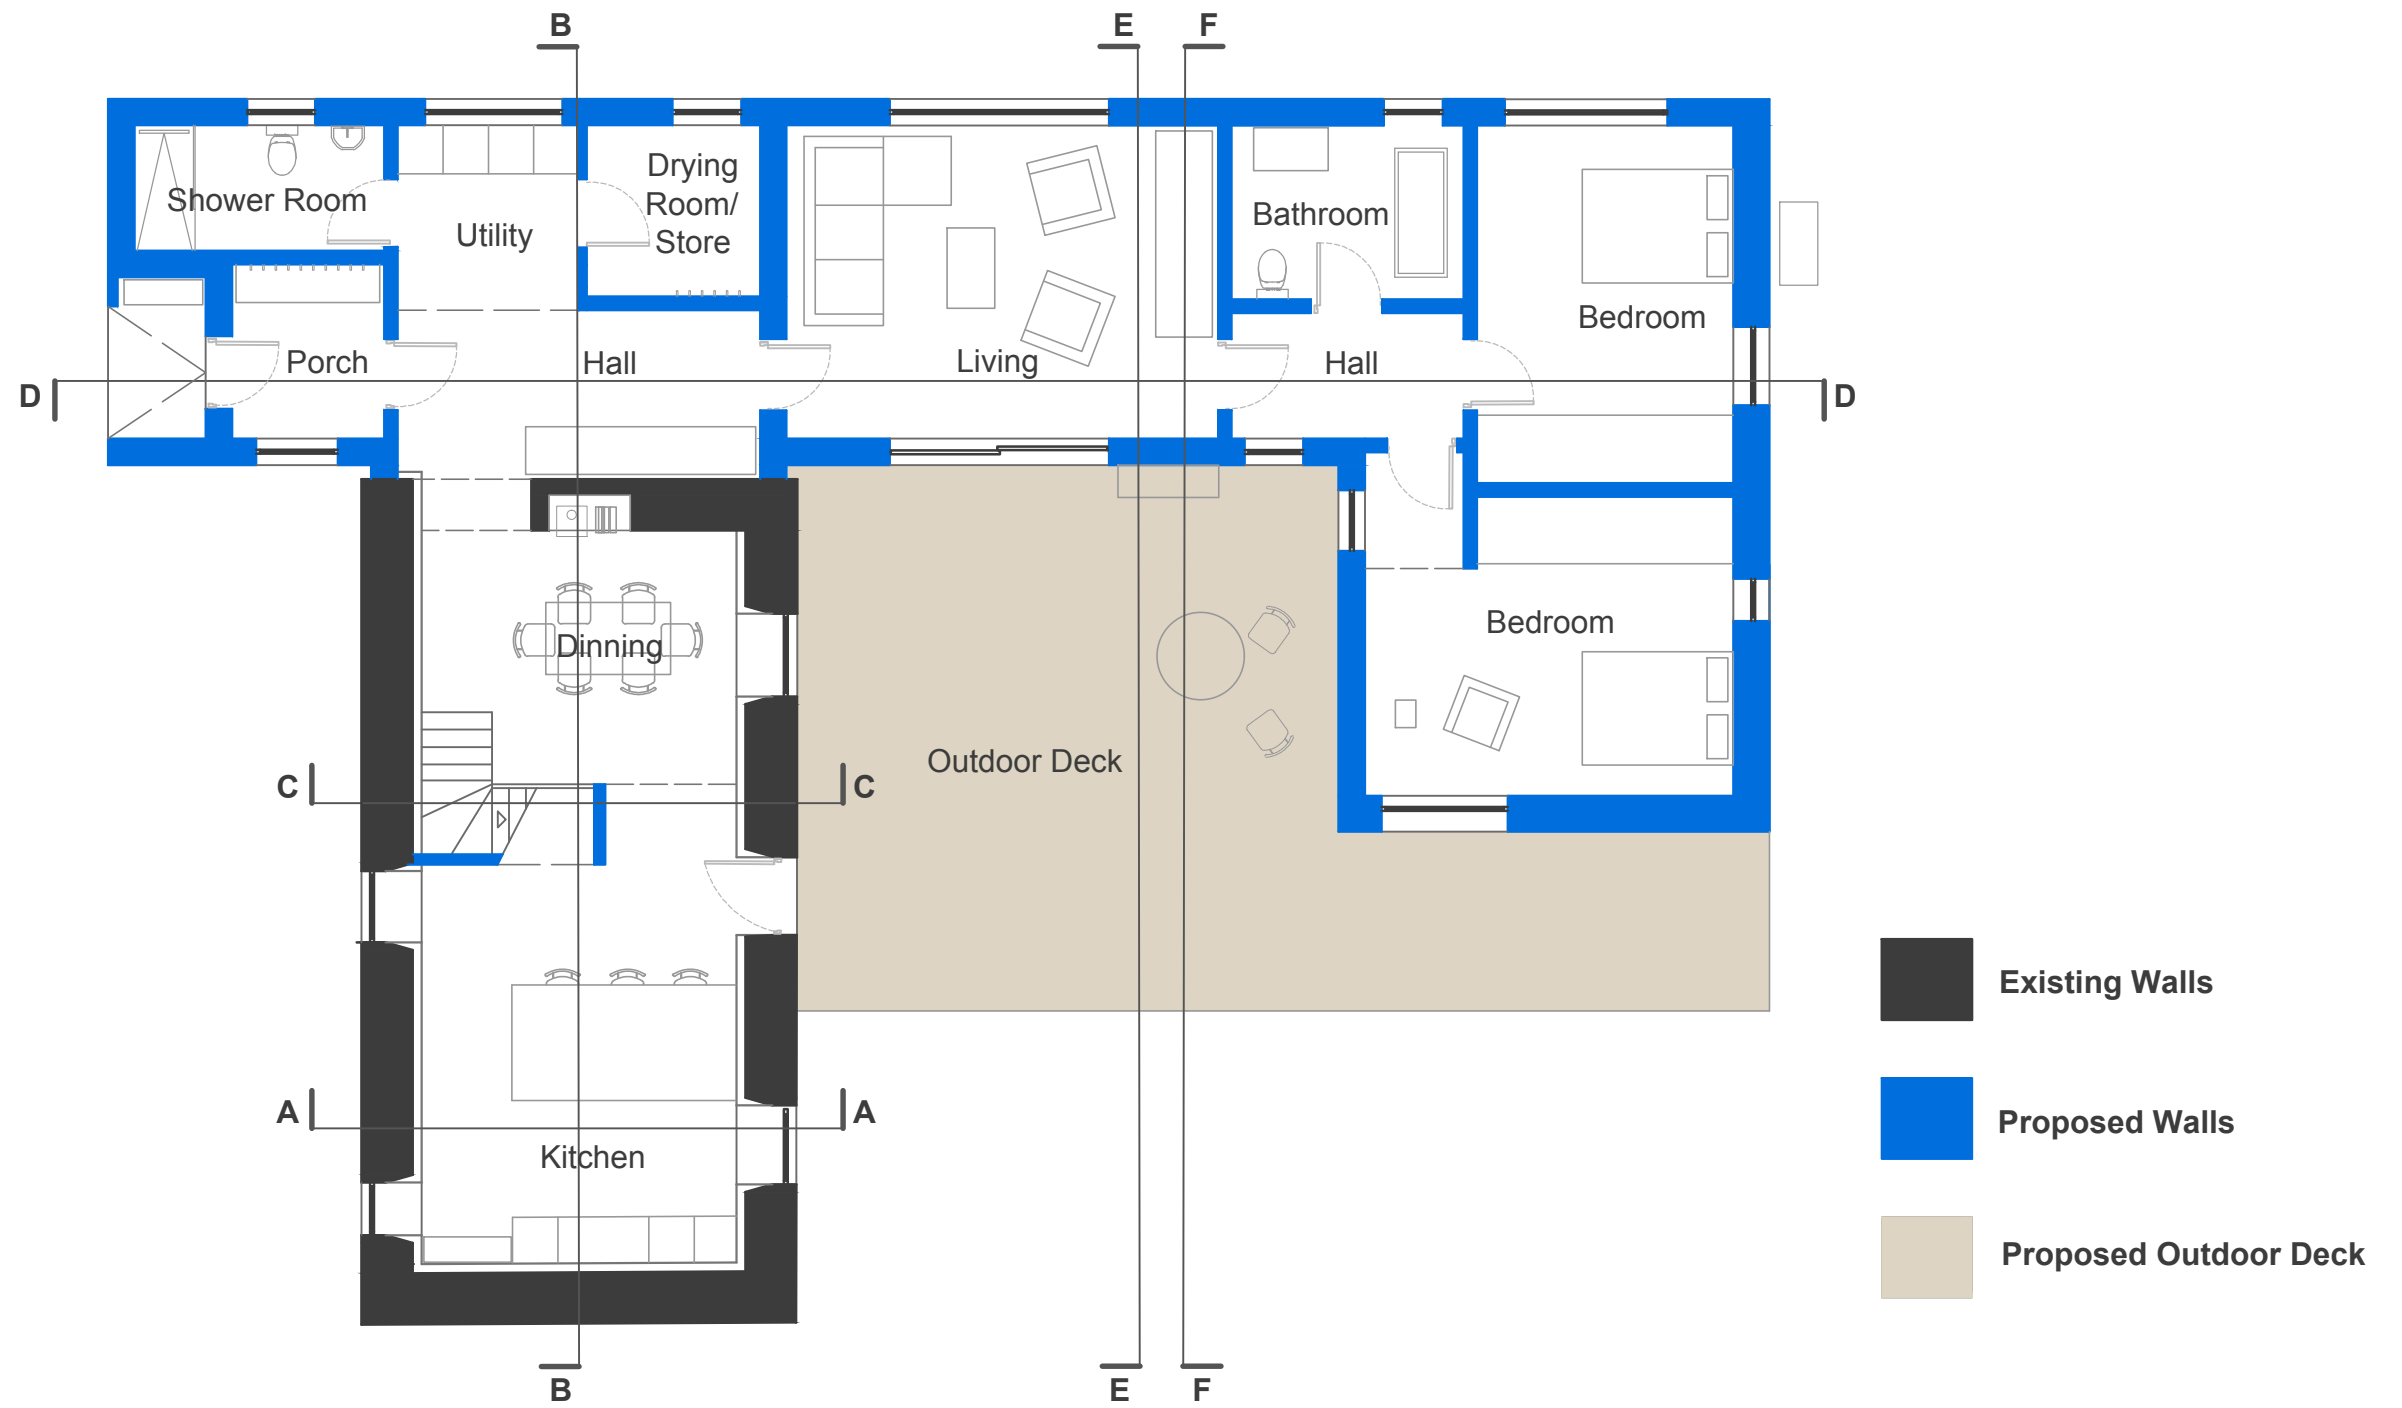 B
E
F
Drying
Room/
Store
Shower Room
Utility
Bathroom
Bedroom
Porch
Hall
Living
Hall
D
D
Bedroom
Dinning
Outdoor Deck
C
C
Existing Walls
A
A
Proposed Walls
Kitchen
Proposed Outdoor Deck
B
E
F